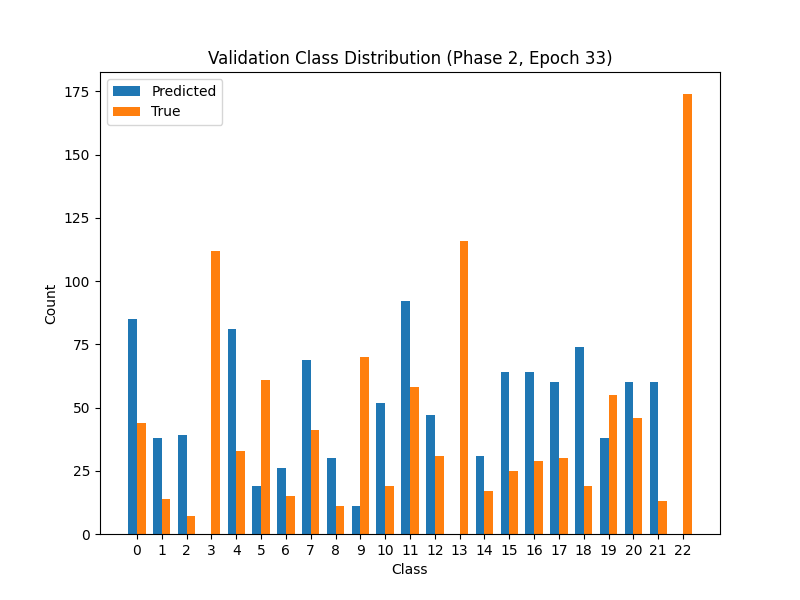 Validation Class Distribution (Phase 2, Epoch 33)
Predicted
True
175
150
125
100
75
50
25
0
Count
0 1 2 3 4 5 6 7 8 9 10 11 12 13 14 15 16 17 18 19 20 21 22
Class